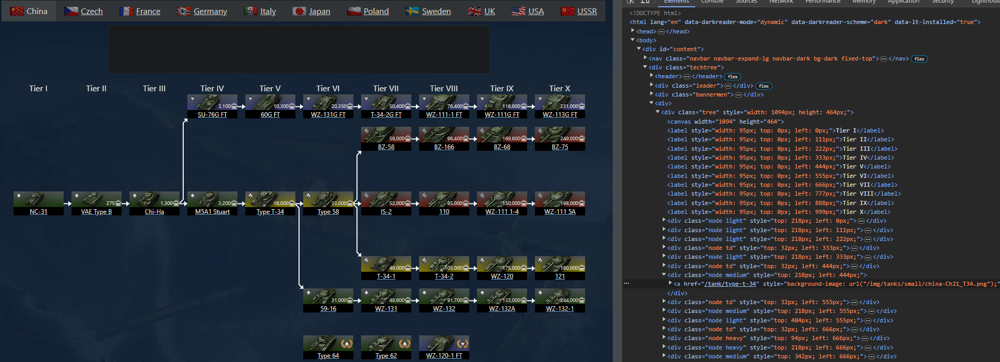 China Czech France Germany Italy Japan Poland Sweden UK USA USSR
Tier I Tier II Tier III Tier IV Tier V Tier VI Tier VII Tier VIII Tier IX Tier X
3,100 10,300 20,350 50,400 76,400 116,600 231,000
SU-76G FT 60G FT WZ-131G FT T-34-2G FT WZ-111-1 FT WZ-111G FT WZ-113G FT
56,000 96,400 169,600 249,000
BZ-58 BZ-166 BZ-68 BZ-75
275 1,300 3,200 16,000 33,000 52,000 85,000 150,000 198,000
NC-31 VAE Type B Chi-Ha M5A1 Stuart Type T-34 Type 58 IS-2 110 WZ-111 1-4 WZ-111 5A
49,000 105,000 175,000 180,000
T-34-1 T-34-2 WZ-120 121
31,000 48,600 91,700 133,000 244,000
59-16 WZ-131 WZ-132 WZ-132A WZ-132-1
Type 64 Type 62 WZ-120-1 FT
Elements Console Sources Network Performance Memory Application Security Lighthous
<!DOCTYPE html>
<html lang="en" data-darkreader-mode="dynamic" data-darkreader-scheme="dark" data-lt-installed="true">
<head> … </head>
<body>
<div id="content">
<nav class="navbar navbar-expand-lg navbar-dark bg-dark fixed-top"> … </nav> flex
<div class="techtree">
<header> … </header> flex
<div class="leader"> … </div> flex
<div class="bannermen"> … </div>
<div>
<div class="tree" style="width: 1094px; height: 464px;">
<canvas width="1094" height="464">
<label style="width: 95px; top: 0px; left: 0px;">Tier I</label>
<label style="width: 95px; top: 0px; left: 111px;">Tier II</label>
<label style="width: 95px; top: 0px; left: 222px;">Tier III</label>
<label style="width: 95px; top: 0px; left: 333px;">Tier IV</label>
<label style="width: 95px; top: 0px; left: 444px;">Tier V</label>
<label style="width: 95px; top: 0px; left: 555px;">Tier VI</label>
<label style="width: 95px; top: 0px; left: 666px;">Tier VII</label>
<label style="width: 95px; top: 0px; left: 777px;">Tier VIII</label>
<label style="width: 95px; top: 0px; left: 888px;">Tier IX</label>
<label style="width: 95px; top: 0px; left: 999px;">Tier X</label>
<div class="node light" style="top: 218px; left: 0px;"> … </div>
<div class="node light" style="top: 218px; left: 111px;"> … </div>
<div class="node light" style="top: 218px; left: 222px;"> … </div>
<div class="node td" style="top: 32px; left: 333px;"> … </div>
<div class="node light" style="top: 218px; left: 333px;"> … </div>
<div class="node td" style="top: 32px; left: 444px;"> … </div>
<div class="node medium" style="top: 218px; left: 444px;">
… <a href="/tank/type-t-34" style="background-image: url("/img/tanks/small/china-Ch21_T34.png");"
</div>
<div class="node td" style="top: 32px; left: 555px;"> … </div>
<div class="node medium" style="top: 218px; left: 555px;"> … </div>
<div class="node light" style="top: 404px; left: 555px;"> … </div>
<div class="node td" style="top: 32px; left: 666px;"> … </div>
<div class="node heavy" style="top: 94px; left: 666px;"> … </div>
<div class="node heavy" style="top: 218px; left: 666px;"> … </div>
<div class="node medium" style="top: 342px; left: 666px;"> … </div>